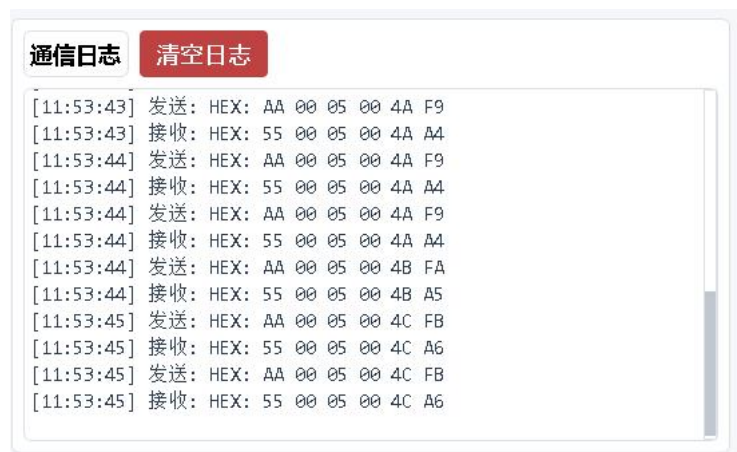 通信日志 清空日志
[11:53:43] 发送: HEX: AA 00 05 00 4A F9
[11:53:43] 接收: HEX: 55 00 05 00 4A A4
[11:53:44] 发送: HEX: AA 00 05 00 4A F9
[11:53:44] 接收: HEX: 55 00 05 00 4A A4
[11:53:44] 发送: HEX: AA 00 05 00 4A F9
[11:53:44] 接收: HEX: 55 00 05 00 4A A4
[11:53:44] 发送: HEX: AA 00 05 00 4B FA
[11:53:44] 接收: HEX: 55 00 05 00 4B A5
[11:53:45] 发送: HEX: AA 00 05 00 4C FB
[11:53:45] 接收: HEX: 55 00 05 00 4C A6
[11:53:45] 发送: HEX: AA 00 05 00 4C FB
[11:53:45] 接收: HEX: 55 00 05 00 4C A6